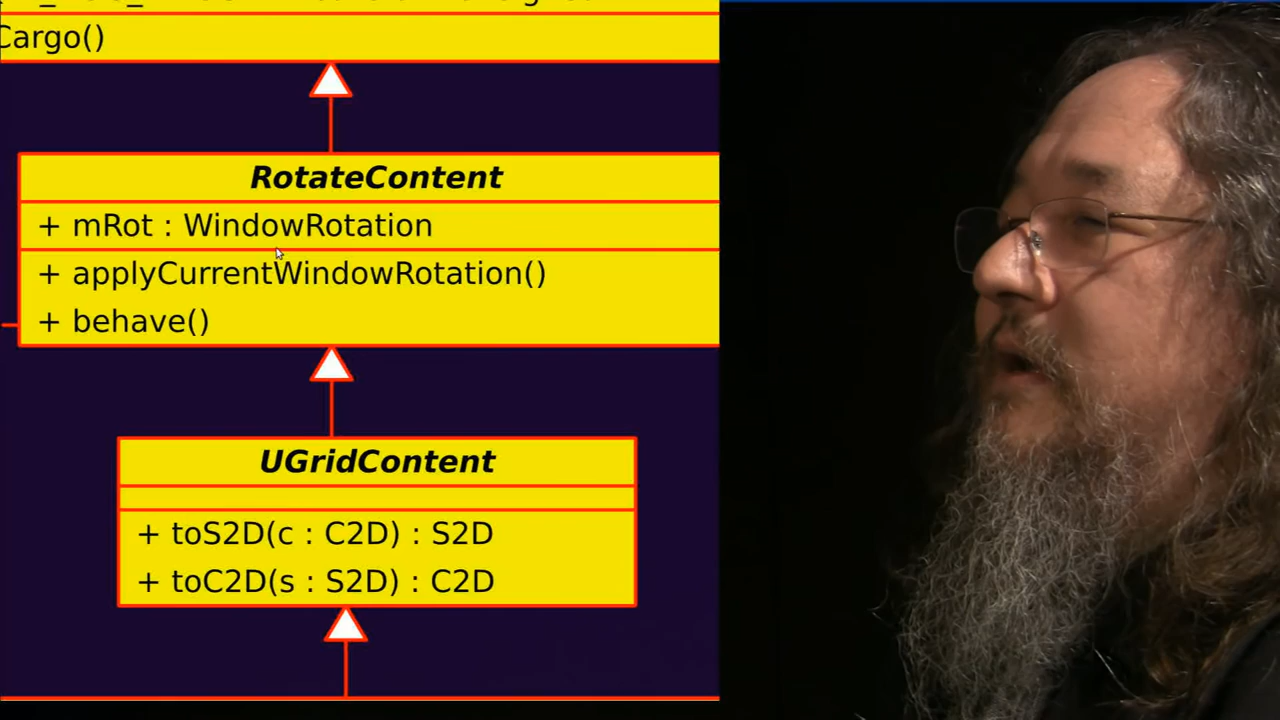 Cargo()
RotateContent
+ mRot : WindowRotation
+ applyCurrentWindowRotation()
+ behave()
UGridContent
+ toS2D(c : C2D) : S2D
+ toC2D(s : S2D) : C2D